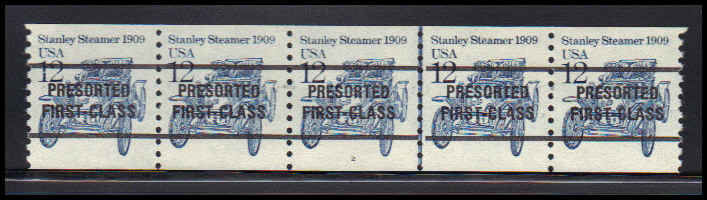 Stanley Steamer 1909 Stanley Steamer 1909 Stanley Steamer 1909 Stanley Steamer 1909 Stanley Steamer 1909
USA USA USA USA USA
12 12 12 12 12
PRESORTED PRESORTED PRESORTED PRESORTED PRESORTED
FIRST-CLASS FIRST-CLASS FIRST-CLASS FIRST-CLASS FIRST-CLASS
2